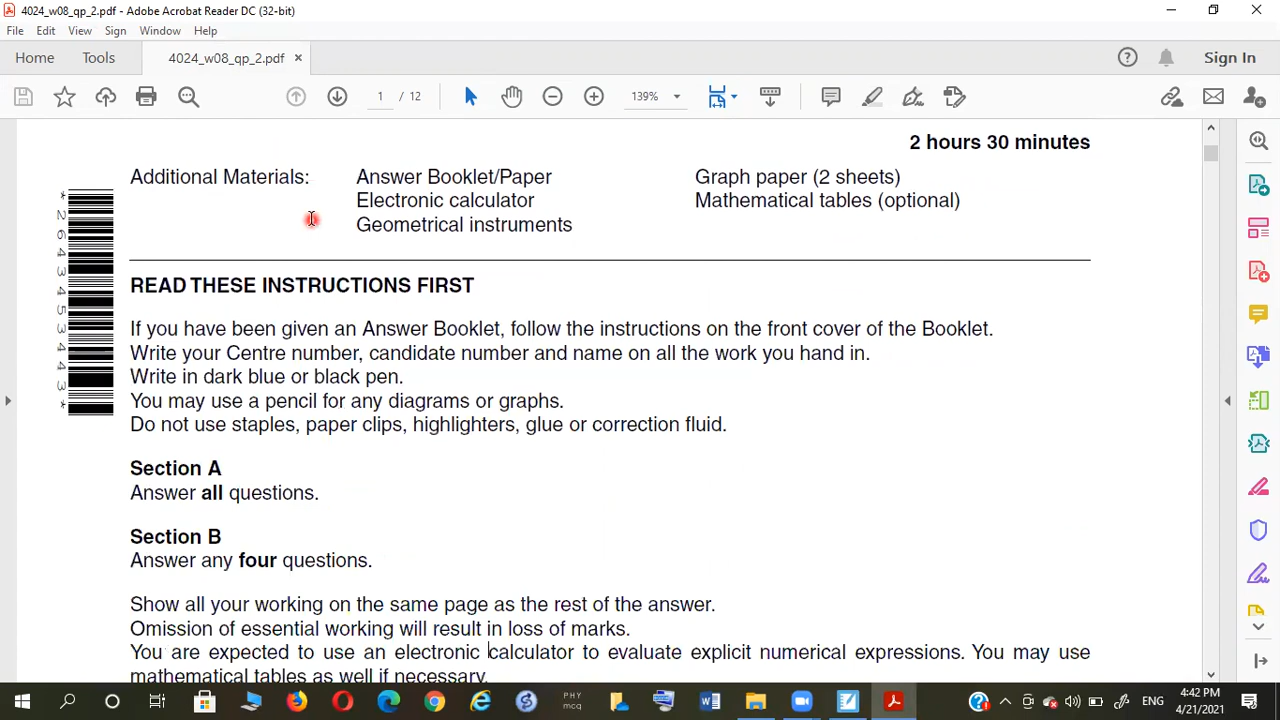 4024_w08_qp_2.pdf - Adobe Acrobat Reader DC (32-bit)
File Edit View Sign Window Help
Home Tools 4024_w08_qp_2.pdf × Sign In
1 / 12 139%
2 hours 30 minutes
Additional Materials: Answer Booklet/Paper Graph paper (2 sheets)
Electronic calculator Mathematical tables (optional)
Geometrical instruments
*2643453443*
READ THESE INSTRUCTIONS FIRST
If you have been given an Answer Booklet, follow the instructions on the front cover of the Booklet.
Write your Centre number, candidate number and name on all the work you hand in.
Write in dark blue or black pen.
You may use a pencil for any diagrams or graphs.
Do not use staples, paper clips, highlighters, glue or correction fluid.
Section A
Answer all questions.
Section B
Answer any four questions.
Show all your working on the same page as the rest of the answer.
Omission of essential working will result in loss of marks.
You are expected to use an electronic calculator to evaluate explicit numerical expressions. You may use
mathematical tables as well if necessary.
PHY
mcq
ENG
4:42 PM
4/21/2021